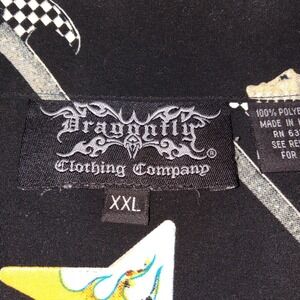 Dragonfly
Clothing Company
®
XXL
100% POLYE
MADE IN
RN 63
SEE RE
FOR